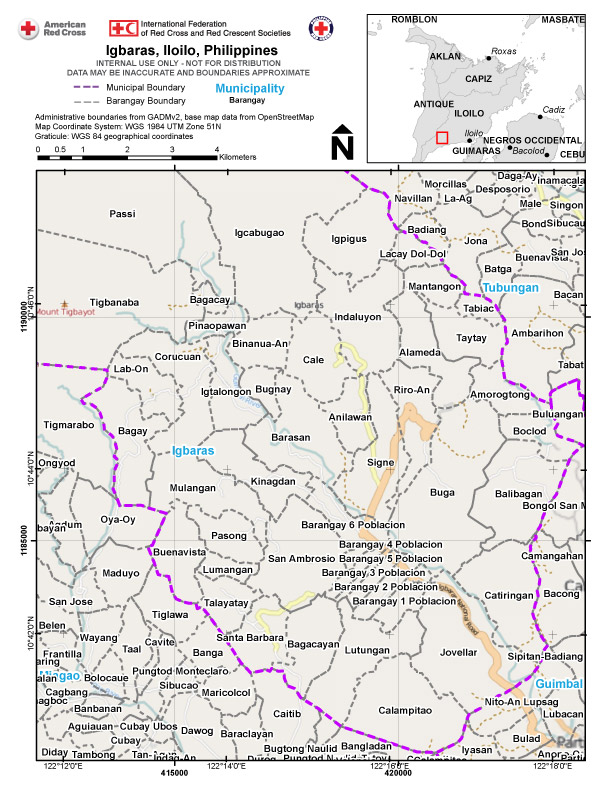 American
Red Cross
International Federation
of Red Cross and Red Crescent Societies
Igbaras, Iloilo, Philippines
INTERNAL USE ONLY - NOT FOR DISTRIBUTION
DATA MAY BE INACCURATE AND BOUNDARIES APPROXIMATE
Municipal Boundary
Municipality
Barangay Boundary
Barangay
Administrative boundaries from GADMv2, base map data from OpenStreetMap
Map Coordinate System: WGS 1984 UTM Zone 51N
Graticule: WGS 84 geographical coordinates
0 0.5 1 2 3 4
Kilometers
N
ROMBLON
MASBATE
AKLAN
Roxas
CAPIZ
ANTIQUE
ILOILO
Cadiz
Iloilo
NEGROS OCCIDENTAL
GUIMARAS
Bacolod
CEBU
Daga-Ay
Morcillas
Desposorio
Navillan
La-Ag
Male
Singon
Passi
Igcabugao
Igpigus
Badiang
Jona
Bond
Sibucau
Lacay Dol-Dol
Buenavista
San Jo
Batga
Mantangon
Tubungan
Bacan
Tigbanaba
Bagacay
Igbaras
Mount Tigbayot
Indaluyon
Tabiac
Pinaopawan
Taytay
Ambarihon
Binanua-An
Corucuan
Cale
Alameda
Lab-On
Tabat
Igtalongon
Bugnay
Riro-An
Amorogtong
Buluangan
Anilawan
Tigmarabo
Bagay
Barasan
Boclod
Igbaras
Ongyod
Signe
Kinagdan
Mulangan
Buga
Balibagan
Bongol San M
Oya-Oy
Barangay 6 Poblacion
Pasong
Barangay 4 Poblacion
Buenavista
San Ambrosio
Barangay 5 Poblacion
Camangahan
Maduyo
Lumangan
Barangay 3 Poblacion
Barangay 2 Poblacion
Catiringan
Bacong
San Jose
Talayatay
Barangay 1 Poblacion
Tiglawa
Igbaras National Road
Belen
Wayang
Santa Barbara
Cavite
Bagacayan
Frantilla
Taal
Banga
Lutungan
Jovellar
Sipitan-Badiang
Bolocaue
Pungtod Monteclaro
Guimbal
Cagbang
Sibucao
Maricolcol
Nito-An Lupsag
Banbanan
Caitib
Calampitao
Lubacan
Aguiauan
Cubay Ubos
Dawog
Baraclayan
Cubay
Bulad
Bugtong Naulid
Bangladan
Iyasan
Diday
Tambong
1190000
1185000
10°46'0"N
10°44'0"N
10°42'0"N
122°12'0"E
122°14'0"E
122°16'0"E
122°18'0"E
415000
420000